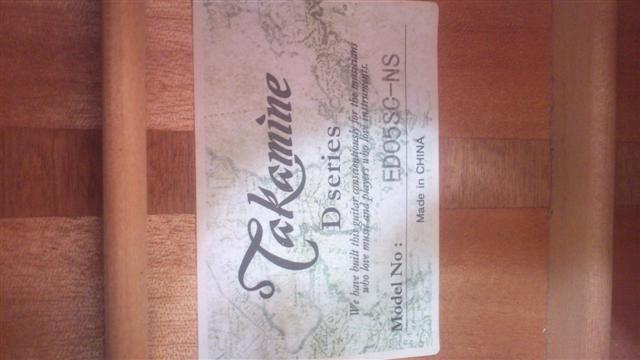 Takamine
D series
We have built this guitar conscientiously for the musicians
who love music and players who love instruments.
Model No : ED05SC-NS
Made in CHINA